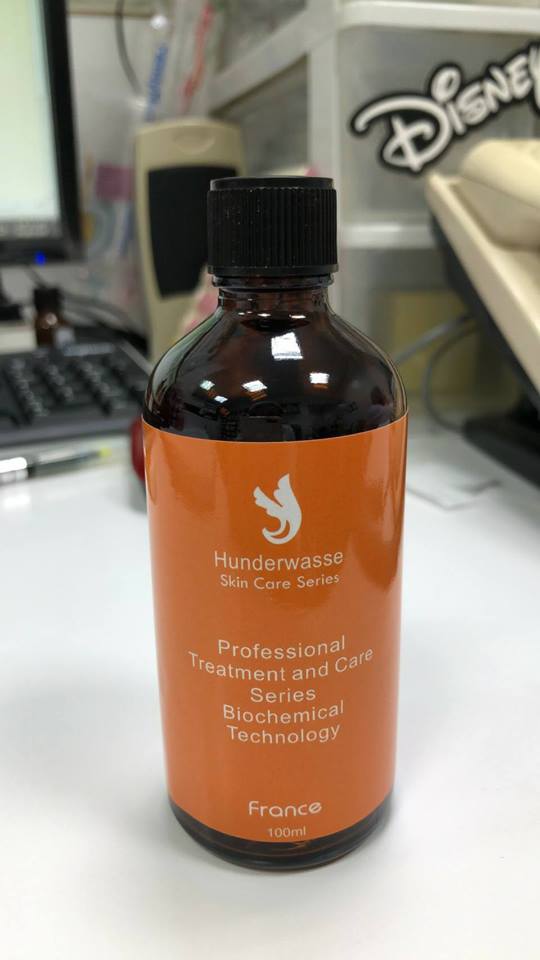 DISNEY
Hunderwasse
Skin Care Series
Professional
Treatment and Care
Series
Biochemical
Technology
France
100ml